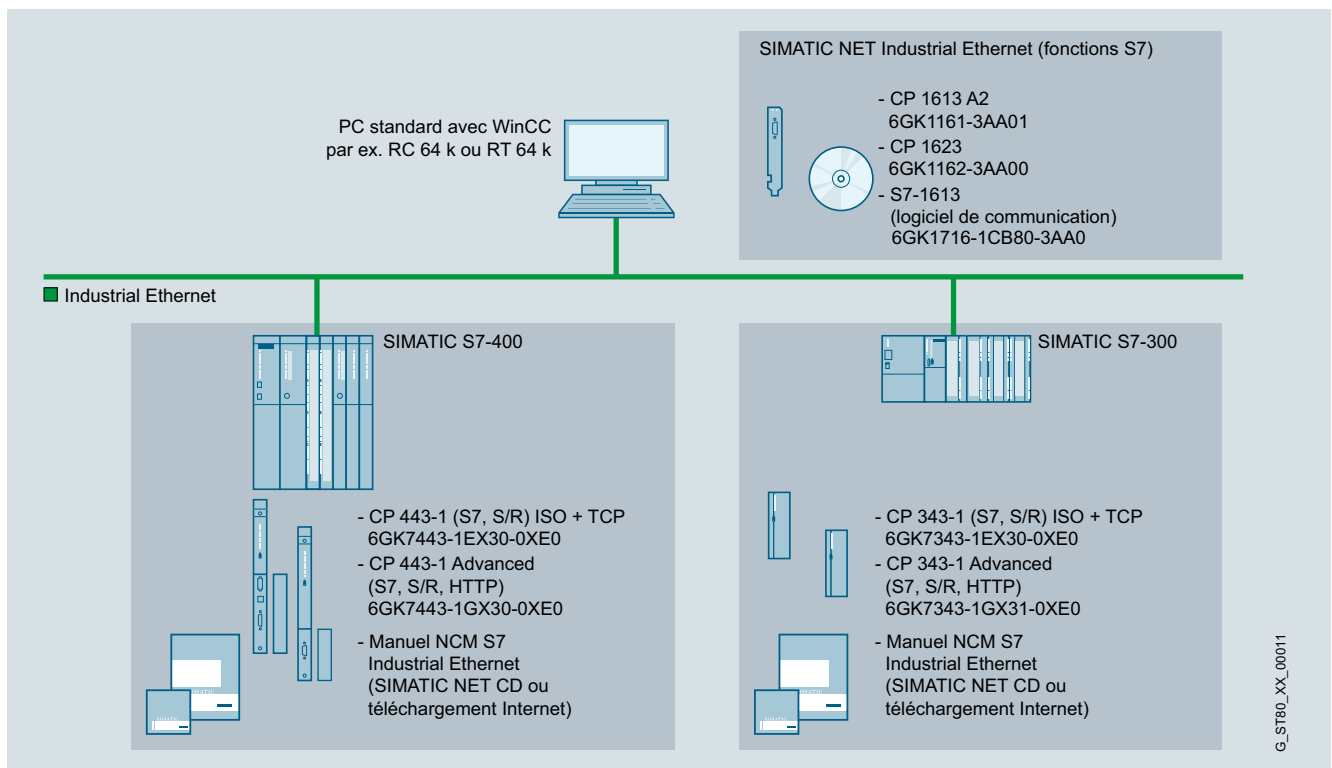 SIMATIC NET Industrial Ethernet (fonctions S7)
- CP 1613 A2
6GK1161-3AA01
- CP 1623
6GK1162-3AA00
- S7-1613
(logiciel de communication)
6GK1716-1CB80-3AA0
PC standard avec WinCC
par ex. RC 64 k ou RT 64 k
Industrial Ethernet
SIMATIC S7-400
- CP 443-1 (S7, S/R) ISO + TCP
6GK7443-1EX30-0XE0
- CP 443-1 Advanced
(S7, S/R, HTTP)
6GK7443-1GX30-0XE0
- Manuel NCM S7
Industrial Ethernet
(SIMATIC NET CD ou
téléchargement Internet)
SIMATIC
SIMATIC
SIMATIC S7-300
- CP 343-1 (S7, S/R) ISO + TCP
6GK7343-1EX30-0XE0
- CP 343-1 Advanced
(S7, S/R, HTTP)
6GK7343-1GX31-0XE0
- Manuel NCM S7
Industrial Ethernet
(SIMATIC NET CD ou
téléchargement Internet)
SIMATIC
SIMATIC
G_ST80_XX_00011